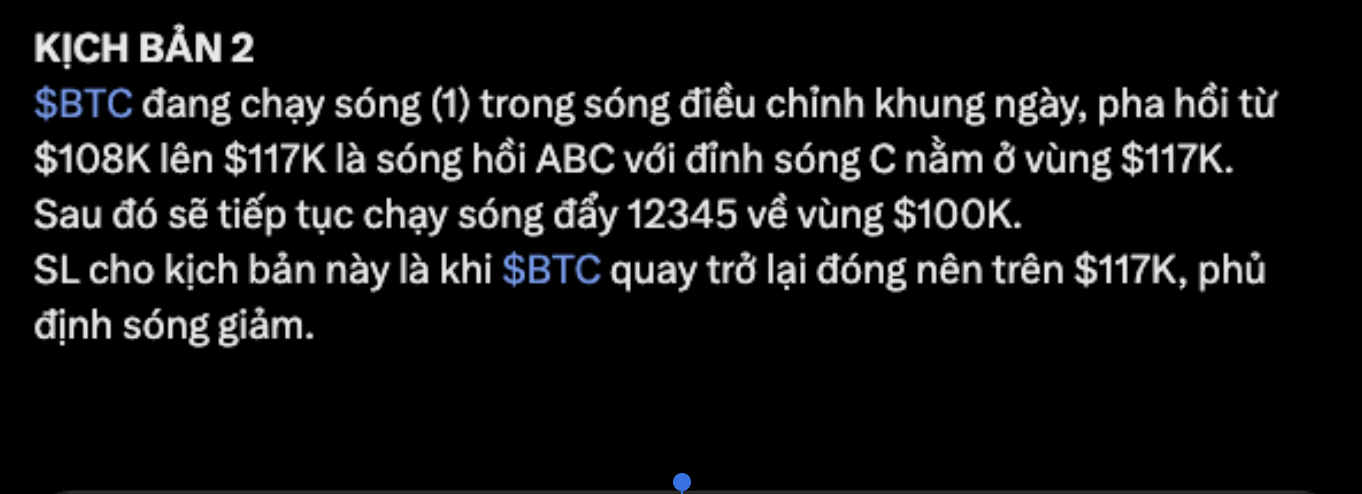 KỊCH BẢN 2
$BTC đang chạy sóng (1) trong sóng điều chỉnh khung ngày, pha hồi từ
$108K lên $117K là sóng hồi ABC với đỉnh sóng C nằm ở vùng $117K.
Sau đó sẽ tiếp tục chạy sóng đẩy 12345 về vùng $100K.
SL cho kịch bản này là khi $BTC quay trở lại đóng nên trên $117K, phủ
định sóng giảm.